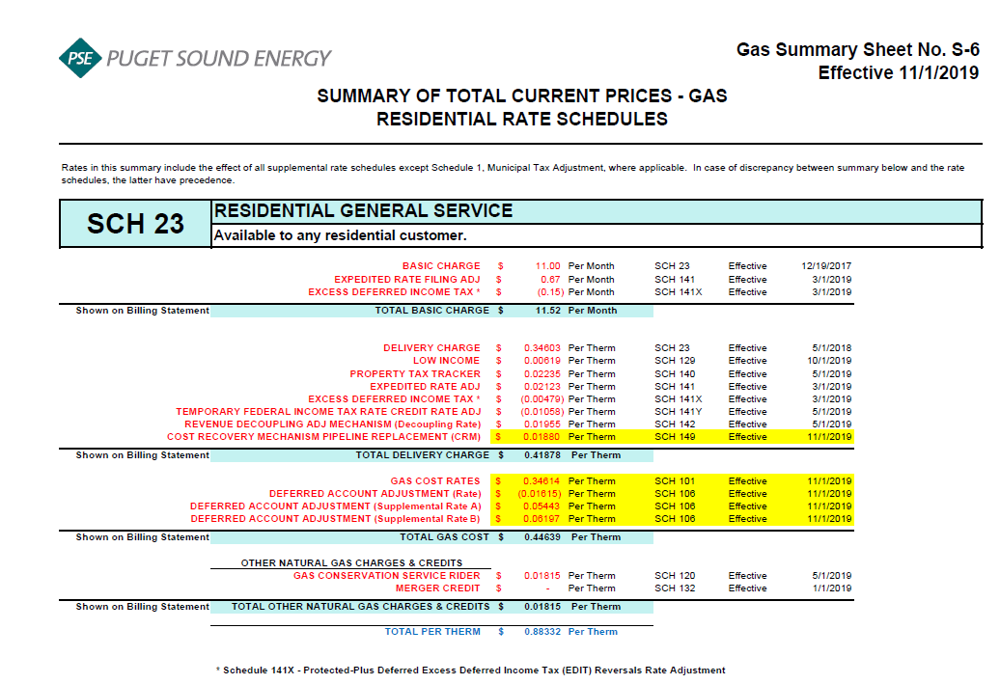 PSE PUGET SOUND ENERGY
Gas Summary Sheet No. S-6
Effective 11/1/2019
SUMMARY OF TOTAL CURRENT PRICES - GAS
RESIDENTIAL RATE SCHEDULES
Rates in this summary include the effect of all supplemental rate schedules except Schedule 1, Municipal Tax Adjustment, where applicable. In case of discrepancy between summary below and the rate
schedules, the latter have precedence.
SCH 23
RESIDENTIAL GENERAL SERVICE
Available to any residential customer.
BASIC CHARGE $ 11.00 Per Month SCH 23 Effective 12/19/2017
EXPEDITED RATE FILING ADJ $ 0.67 Per Month SCH 141 Effective 3/1/2019
EXCESS DEFERRED INCOME TAX * $ (0.15) Per Month SCH 141X Effective 3/1/2019
Shown on Billing Statement TOTAL BASIC CHARGE $ 11.52 Per Month
DELIVERY CHARGE $ 0.34603 Per Therm SCH 23 Effective 5/1/2018
LOW INCOME $ 0.00619 Per Therm SCH 129 Effective 10/1/2019
PROPERTY TAX TRACKER $ 0.02235 Per Therm SCH 140 Effective 5/1/2019
EXPEDITED RATE ADJ $ 0.02123 Per Therm SCH 141 Effective 3/1/2019
EXCESS DEFERRED INCOME TAX * $ (0.00479) Per Therm SCH 141X Effective 3/1/2019
TEMPORARY FEDERAL INCOME TAX RATE CREDIT RATE ADJ $ (0.01058) Per Therm SCH 141Y Effective 5/1/2019
REVENUE DECOUPLING ADJ MECHANISM (Decoupling Rate) $ 0.01955 Per Therm SCH 142 Effective 5/1/2019
COST RECOVERY MECHANISM PIPELINE REPLACEMENT (CRM) $ 0.01880 Per Therm SCH 149 Effective 11/1/2019
Shown on Billing Statement TOTAL DELIVERY CHARGE $ 0.41878 Per Therm
GAS COST RATES $ 0.34614 Per Therm SCH 101 Effective 11/1/2019
DEFERRED ACCOUNT ADJUSTMENT (Rate) $ (0.01615) Per Therm SCH 106 Effective 11/1/2019
DEFERRED ACCOUNT ADJUSTMENT (Supplemental Rate A) $ 0.05443 Per Therm SCH 106 Effective 11/1/2019
DEFERRED ACCOUNT ADJUSTMENT (Supplemental Rate B) $ 0.06197 Per Therm SCH 106 Effective 11/1/2019
Shown on Billing Statement TOTAL GAS COST $ 0.44639 Per Therm
OTHER NATURAL GAS CHARGES & CREDITS
GAS CONSERVATION SERVICE RIDER $ 0.01815 Per Therm SCH 120 Effective 5/1/2019
MERGER CREDIT $ - Per Therm SCH 132 Effective 1/1/2019
Shown on Billing Statement TOTAL OTHER NATURAL GAS CHARGES & CREDITS $ 0.01815 Per Therm
TOTAL PER THERM $ 0.88332 Per Therm
* Schedule 141X - Protected-Plus Deferred Excess Deferred Income Tax (EDIT) Reversals Rate Adjustment